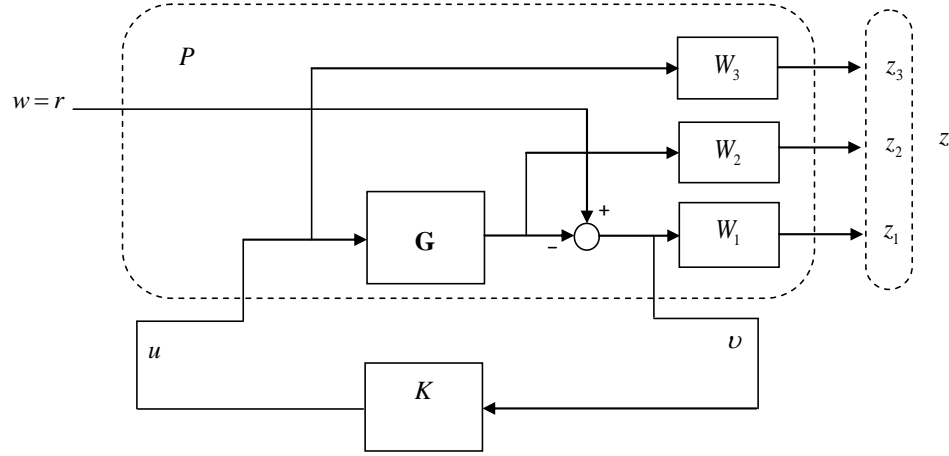 P
W₃
z₃
w = r
W₂
z₂
z
+
G
−
W₁
z₁
u
υ
K